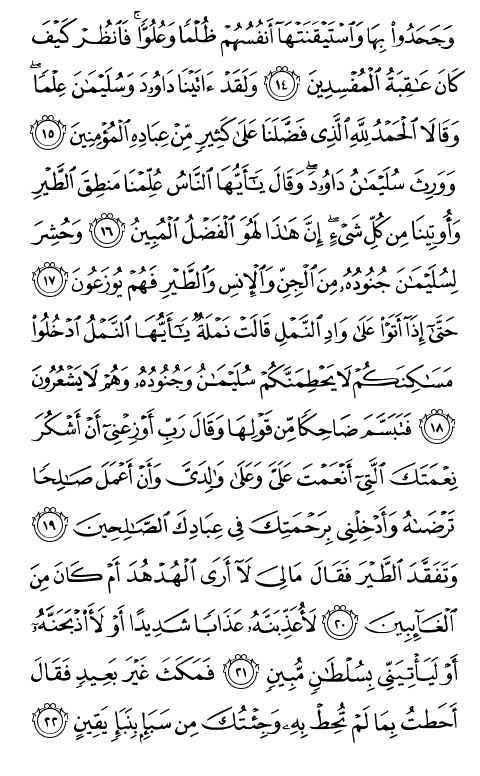 وَجَحَدُوا۟ بِهَا وَٱسْتَيْقَنَتْهَآ أَنفُسُهُمْ ظُلْمًا وَعُلُوًّا ۚ فَٱنظُرْ كَيْفَ
كَانَ عَـٰقِبَةُ ٱلْمُفْسِدِينَ ١٤ وَلَقَدْ ءَاتَيْنَا دَاوُۥدَ وَسُلَيْمَـٰنَ عِلْمًا ۖ
وَقَالَا ٱلْحَمْدُ لِلَّهِ ٱلَّذِى فَضَّلَنَا عَلَىٰ كَثِيرٍ مِّنْ عِبَادِهِ ٱلْمُؤْمِنِينَ ١٥
وَوَرِثَ سُلَيْمَـٰنُ دَاوُۥدَ ۖ وَقَالَ يَـٰٓأَيُّهَا ٱلنَّاسُ عُلِّمْنَا مَنطِقَ ٱلطَّيْرِ
وَأُوتِينَا مِن كُلِّ شَىْءٍ ۖ إِنَّ هَـٰذَا لَهُوَ ٱلْفَضْلُ ٱلْمُبِينُ ١٦ وَحُشِرَ
لِسُلَيْمَـٰنَ جُنُودُهُۥ مِنَ ٱلْجِنِّ وَٱلْإِنسِ وَٱلطَّيْرِ فَهُمْ يُوزَعُونَ ١٧
حَتَّىٰٓ إِذَآ أَتَوْا۟ عَلَىٰ وَادِ ٱلنَّمْلِ قَالَتْ نَمْلَةٌ يَـٰٓأَيُّهَا ٱلنَّمْلُ ٱدْخُلُوا۟
مَسَـٰكِنَكُمْ لَا يَحْطِمَنَّكُمْ سُلَيْمَـٰنُ وَجُنُودُهُۥ وَهُمْ لَا يَشْعُرُونَ
١٨ فَتَبَسَّمَ ضَاحِكًا مِّن قَوْلِهَا وَقَالَ رَبِّ أَوْزِعْنِىٓ أَنْ أَشْكُرَ
نِعْمَتَكَ ٱلَّتِىٓ أَنْعَمْتَ عَلَىَّ وَعَلَىٰ وَٰلِدَىَّ وَأَنْ أَعْمَلَ صَـٰلِحًا
تَرْضَىٰهُ وَأَدْخِلْنِى بِرَحْمَتِكَ فِى عِبَادِكَ ٱلصَّـٰلِحِينَ ١٩
وَتَفَقَّدَ ٱلطَّيْرَ فَقَالَ مَالِىَ لَآ أَرَى ٱلْهُدْهُدَ أَمْ كَانَ مِنَ
ٱلْغَآئِبِينَ ٢٠ لَأُعَذِّبَنَّهُۥ عَذَابًا شَدِيدًا أَوْ لَأَا۟ذْبَحَنَّهُۥٓ
أَوْ لَيَأْتِيَنِّى بِسُلْطَـٰنٍ مُّبِينٍ ٢١ فَمَكَثَ غَيْرَ بَعِيدٍ فَقَالَ
أَحَطتُ بِمَا لَمْ تُحِطْ بِهِۦ وَجِئْتُكَ مِن سَبَإٍۭ بِنَبَإٍ يَقِينٍ ٢٢